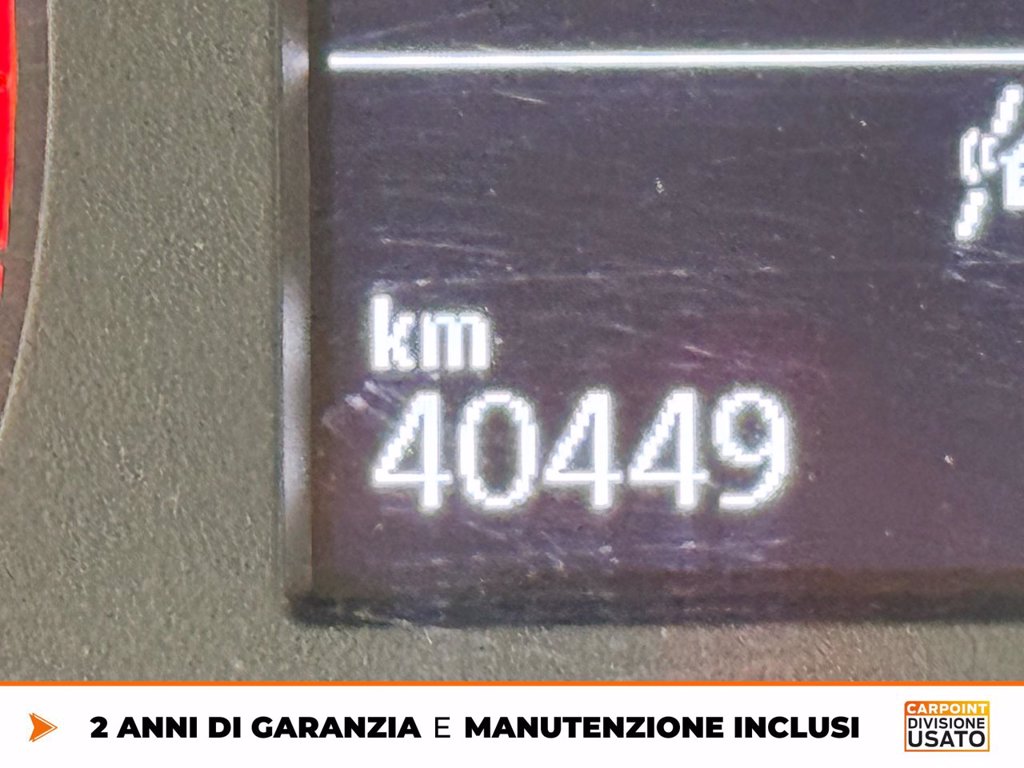 km
40449
2 ANNI DI GARANZIA E MANUTENZIONE INCLUSI
CARPOINT
DIVISIONE
USATO